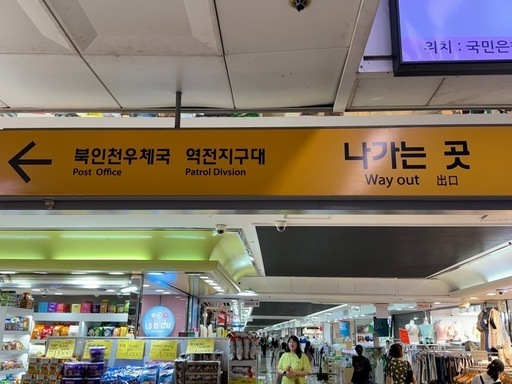 위치 : 국민은
북인천우체국 역전지구대
Post Office Patrol Divsion
나가는 곳
Way out 出口